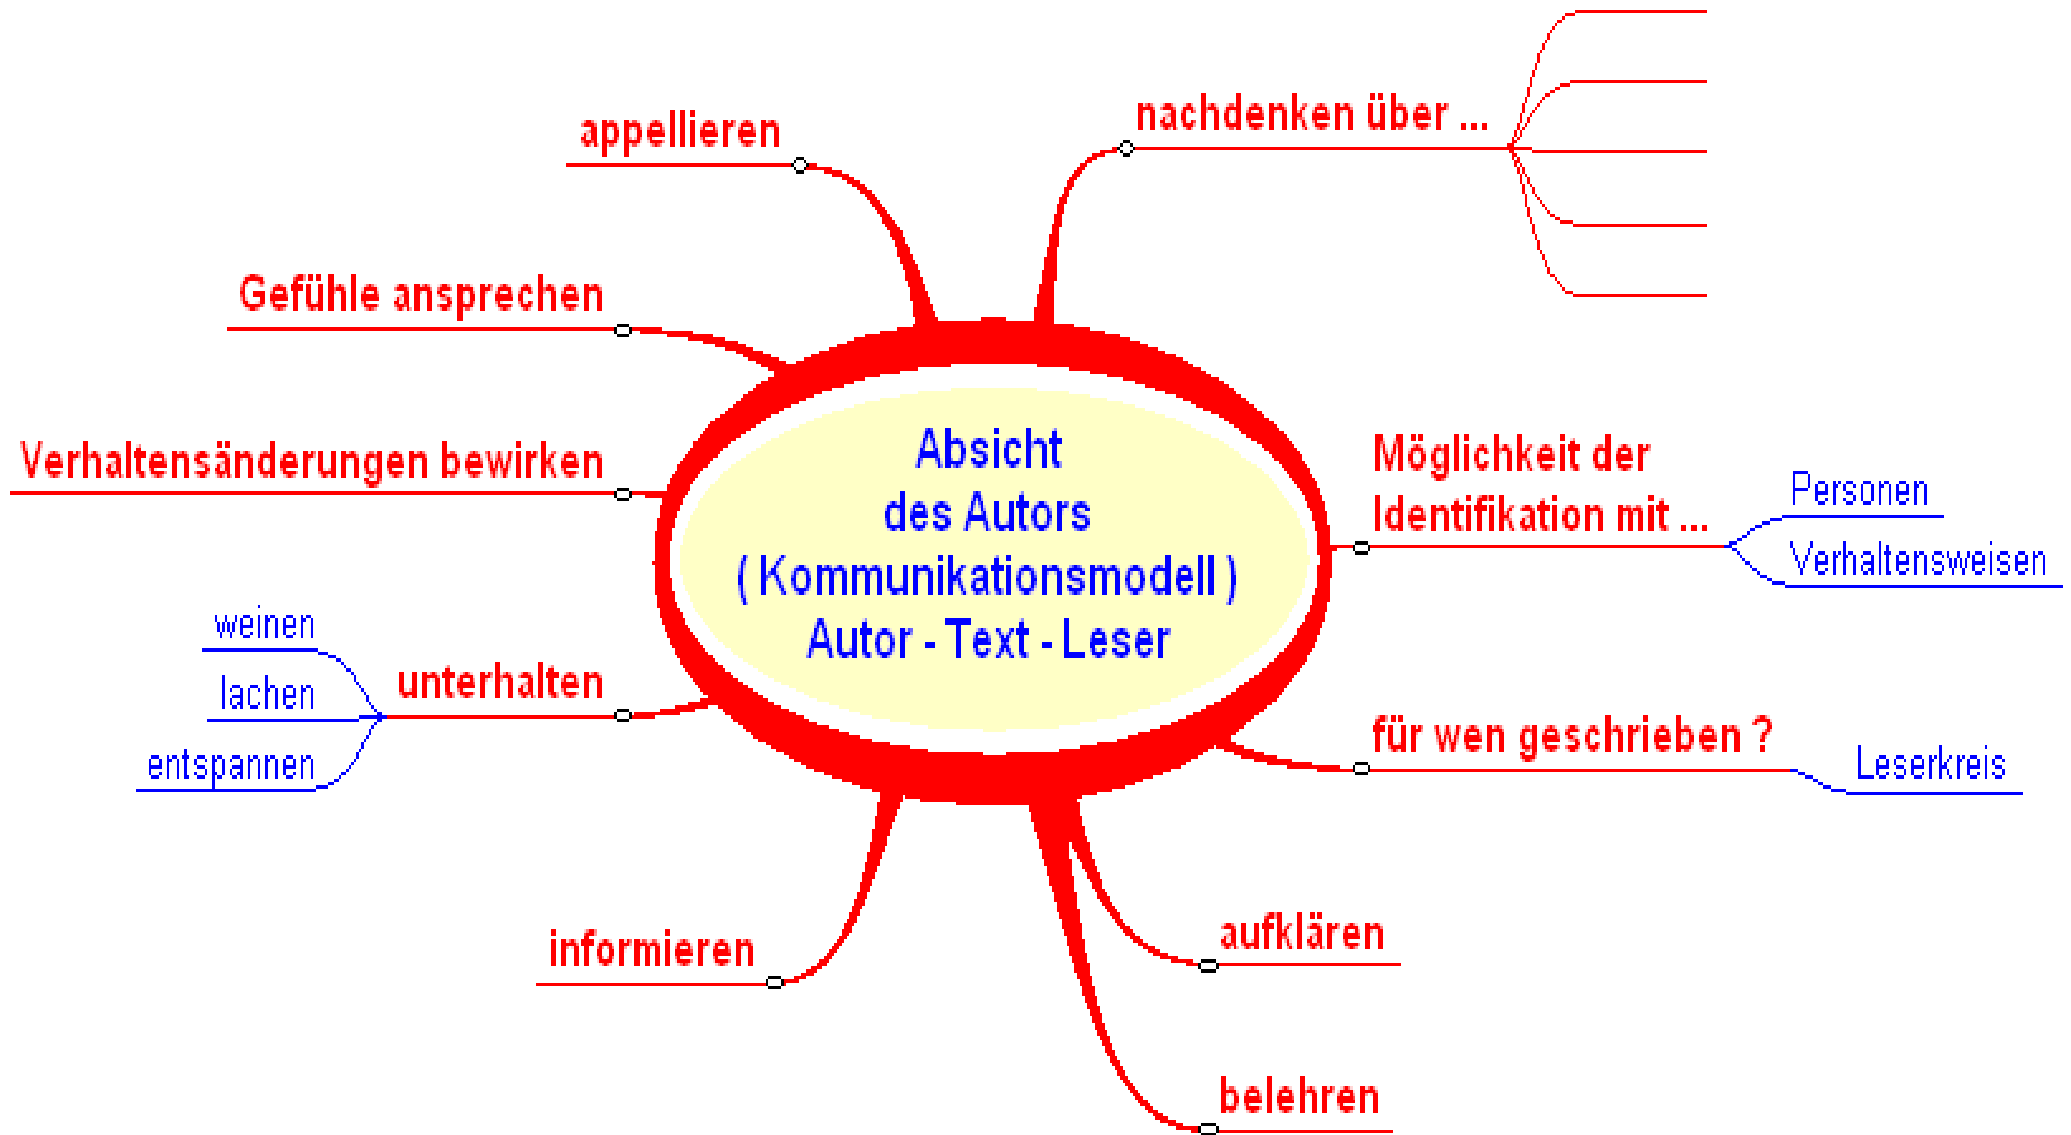 Absicht
des Autors
( Kommunikationsmodell )
Autor - Text - Leser
nachdenken über ...
Möglichkeit der
Identifikation mit ...
Personen
Verhaltensweisen
für wen geschrieben ?
Leserkreis
aufklären
belehren
informieren
unterhalten
weinen
lachen
entspannen
Verhaltensänderungen bewirken
Gefühle ansprechen
appellieren